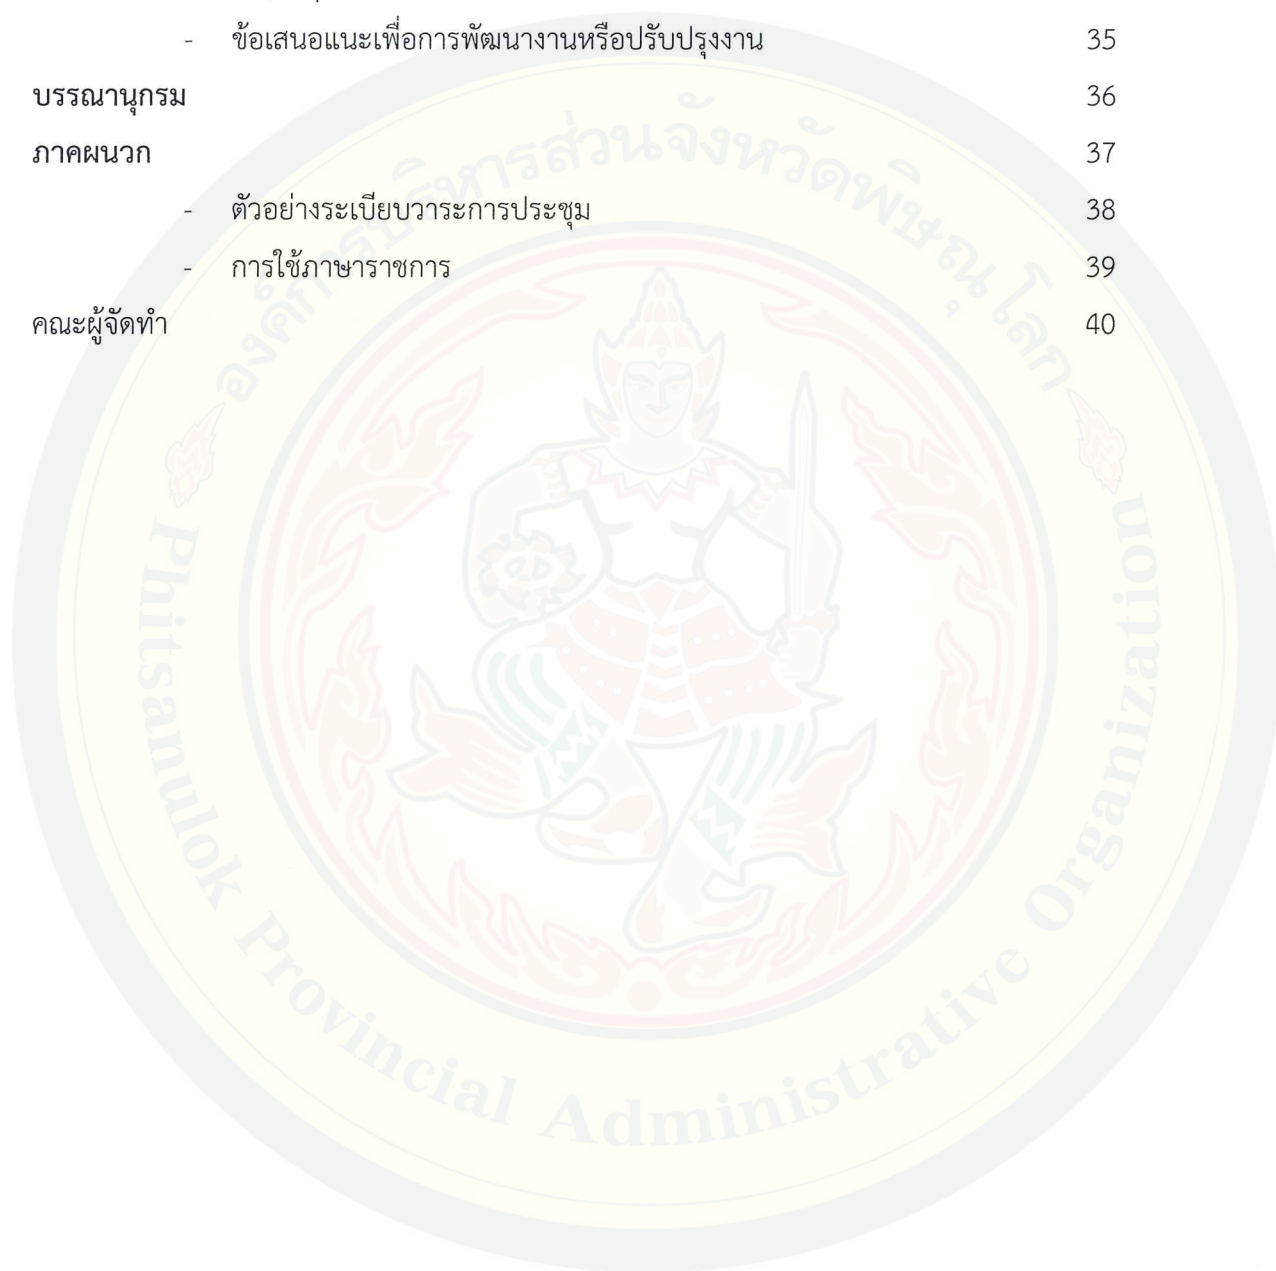 - ข้อเสนอแนะเพื่อการพัฒนางานหรือปรับปรุงงาน 35
บรรณานุกรม 36
ภาคผนวก 37
- ตัวอย่างระเบียบวาระการประชุม 38
- การใช้ภาษาราชการ 39
คณะผู้จัดทำ 40
องค์การบริหารส่วนจังหวัดพิษณุโลก
Phitsanulok Provincial Administrative Organization